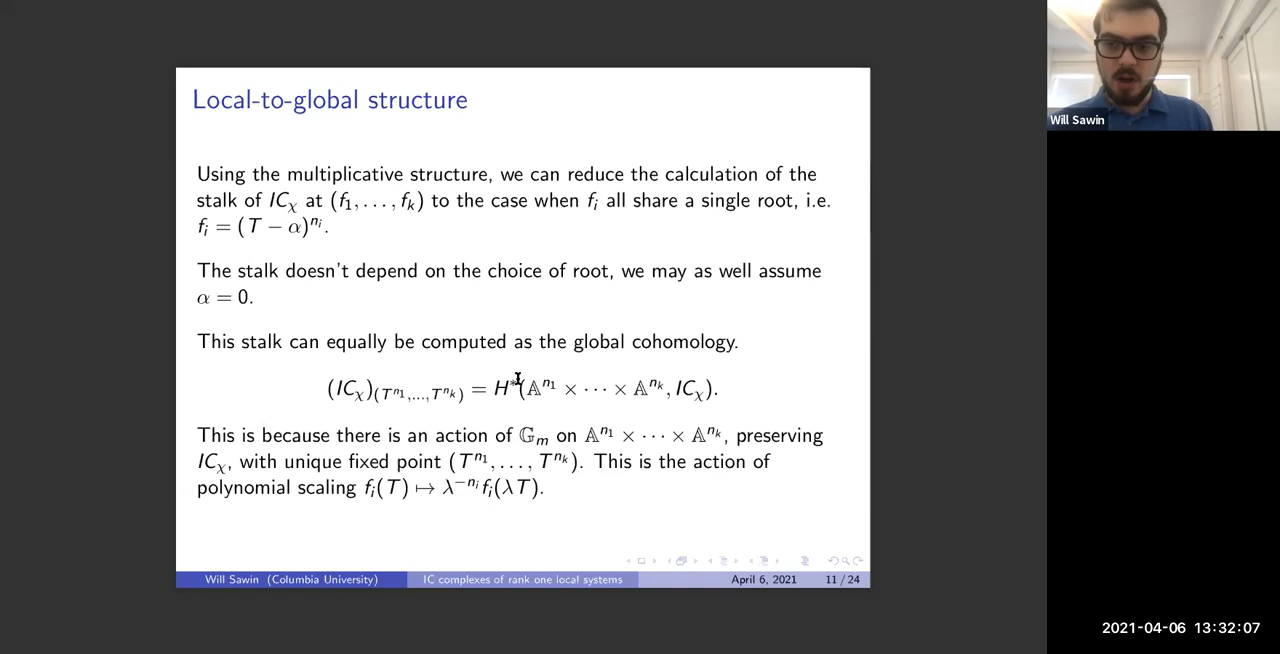 Local-to-global structure
Using the multiplicative structure, we can reduce the calculation of the
stalk of IC_χ at (f_1, …, f_k) to the case when f_i all share a single root, i.e.
f_i = (T − α)^{n_i}.
The stalk doesn't depend on the choice of root, we may as well assume
α = 0.
This stalk can equally be computed as the global cohomology.
(IC_χ)_{(T^{n_1},…,T^{n_k})} = H^*(𝔸^{n_1} × ⋯ × 𝔸^{n_k}, IC_χ).
This is because there is an action of 𝔾_m on 𝔸^{n_1} × ⋯ × 𝔸^{n_k}, preserving
IC_χ, with unique fixed point (T^{n_1}, …, T^{n_k}). This is the action of
polynomial scaling f_i(T) ↦ λ^{−n_i} f_i(λT).
Will Sawin (Columbia University) IC complexes of rank one local systems April 6, 2021 11 / 24
Will Sawin
2021-04-06 13:32:07